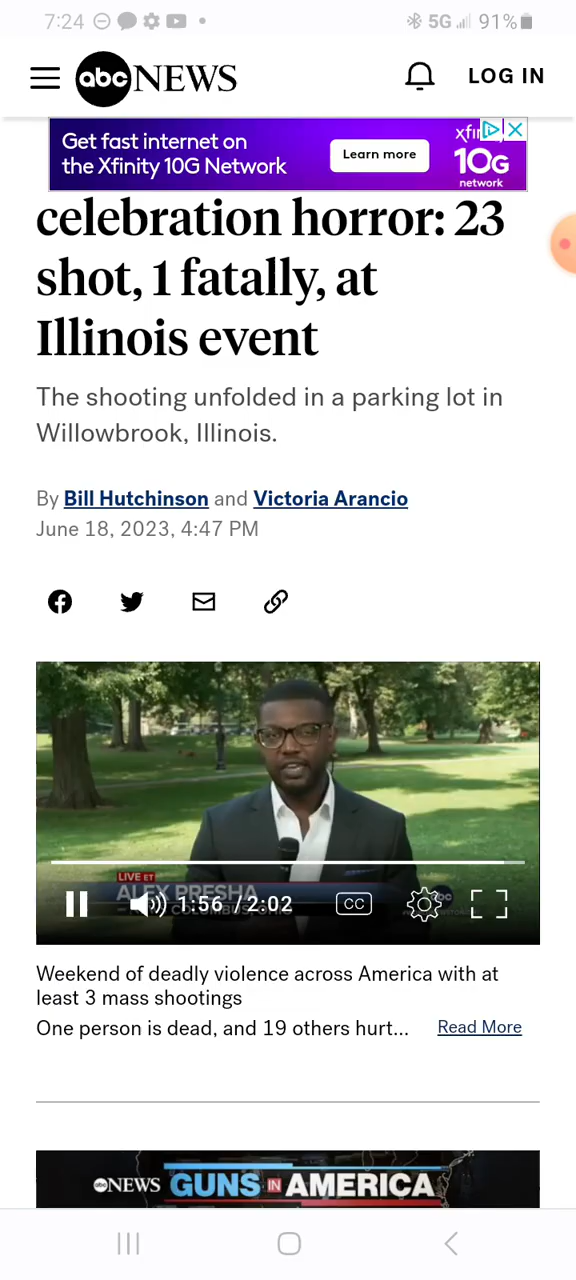 7:24
5G 91%
abc NEWS LOG IN
Get fast internet on
the Xfinity 10G Network
Learn more
10G
network
celebration horror: 23
shot, 1 fatally, at
Illinois event
The shooting unfolded in a parking lot in
Willowbrook, Illinois.
By Bill Hutchinson and Victoria Arancio
June 18, 2023, 4:47 PM
LIVE ET
ALEX PRESHA
1:56 / 2:02 CC
Weekend of deadly violence across America with at
least 3 mass shootings
One person is dead, and 19 others hurt... Read More
abc NEWS GUNS IN AMERICA